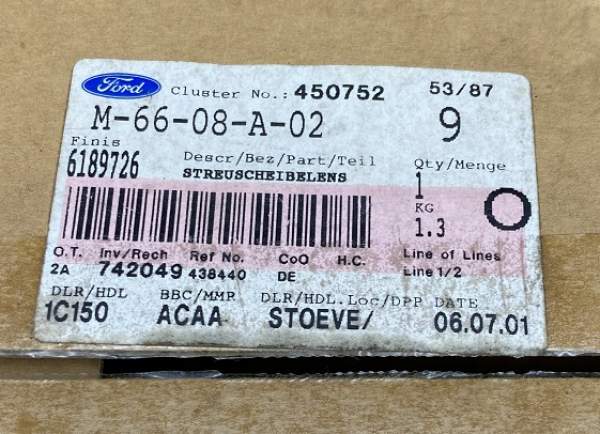 Ford Cluster No.: 450752 53/87
M-66-08-A-02 9
Finis Descr/Bez/Part/Teil Qty/Menge
6189726 STREUSCHEIBELENS 1
KG
1.3
O.T. Inv/Rech Ref No. CoO H.C. Line of Lines
2A 742049 438440 DE Line 1/2
DLR/HDL BBC/MMR DLR/HDL.Loc/DPP DATE
1C150 ACAA STOEVE/ 06.07.01